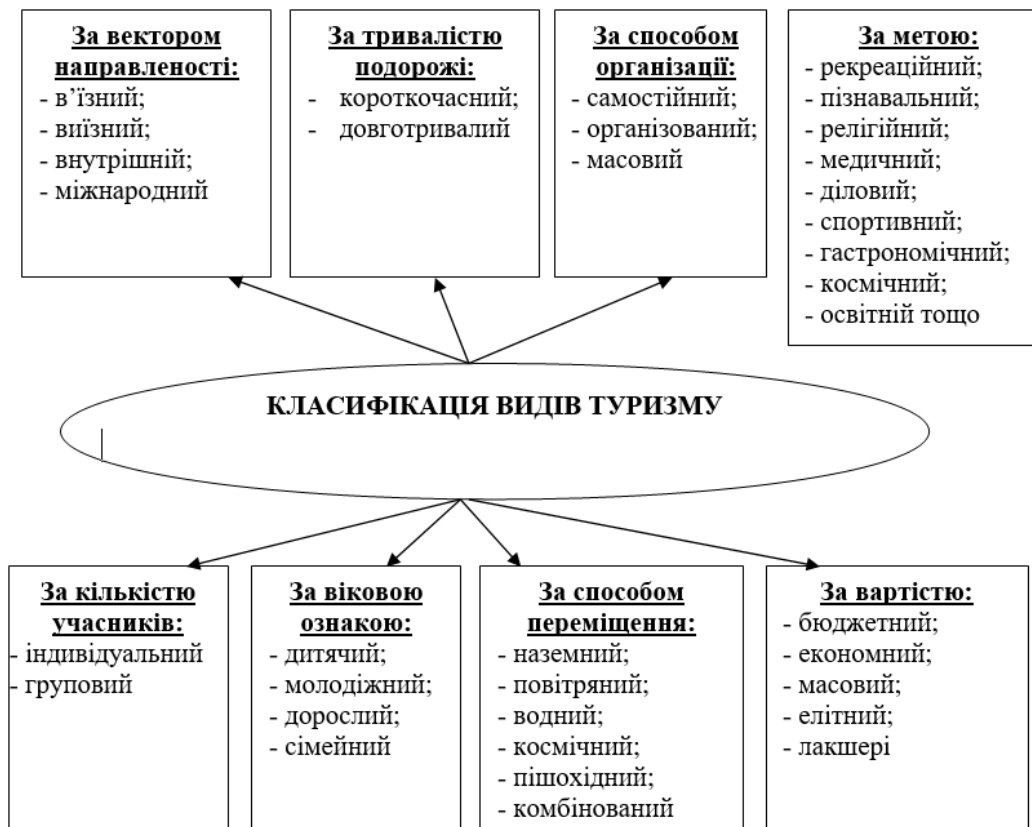 За вектором
направленості:
- в’їзний;
- виїзний;
- внутрішній;
- міжнародний
За тривалістю
подорожі:
- короткочасний;
- довготривалий
За способом
організації:
- самостійний;
- організований;
- масовий
За метою:
- рекреаційний;
- пізнавальний;
- релігійний;
- медичний;
- діловий;
- спортивний;
- гастрономічний;
- космічний;
- освітній тощо
КЛАСИФІКАЦІЯ ВИДІВ ТУРИЗМУ
За кількістю
учасників:
- індивідуальний
- груповий
За віковою
ознакою:
- дитячий;
- молодіжний;
- дорослий;
- сімейний
За способом
переміщення:
- наземний;
- повітряний;
- водний;
- космічний;
- пішохідний;
- комбінований
За вартістю:
- бюджетний;
- економний;
- масовий;
- елітний;
- лакшері